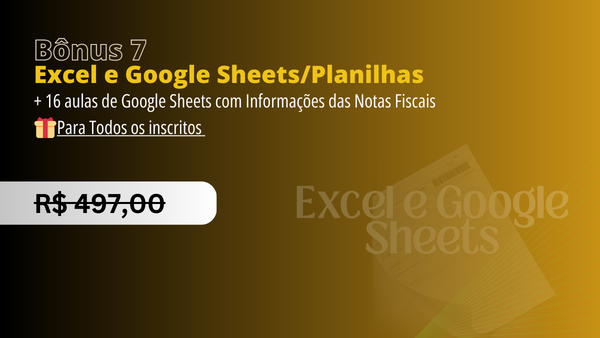 Bônus 7
Excel e Google Sheets/Planilhas
+ 16 aulas de Google Sheets com Informações das Notas Fiscais
Para Todos os inscritos
R$ 497,00
Excel e Google
Sheets